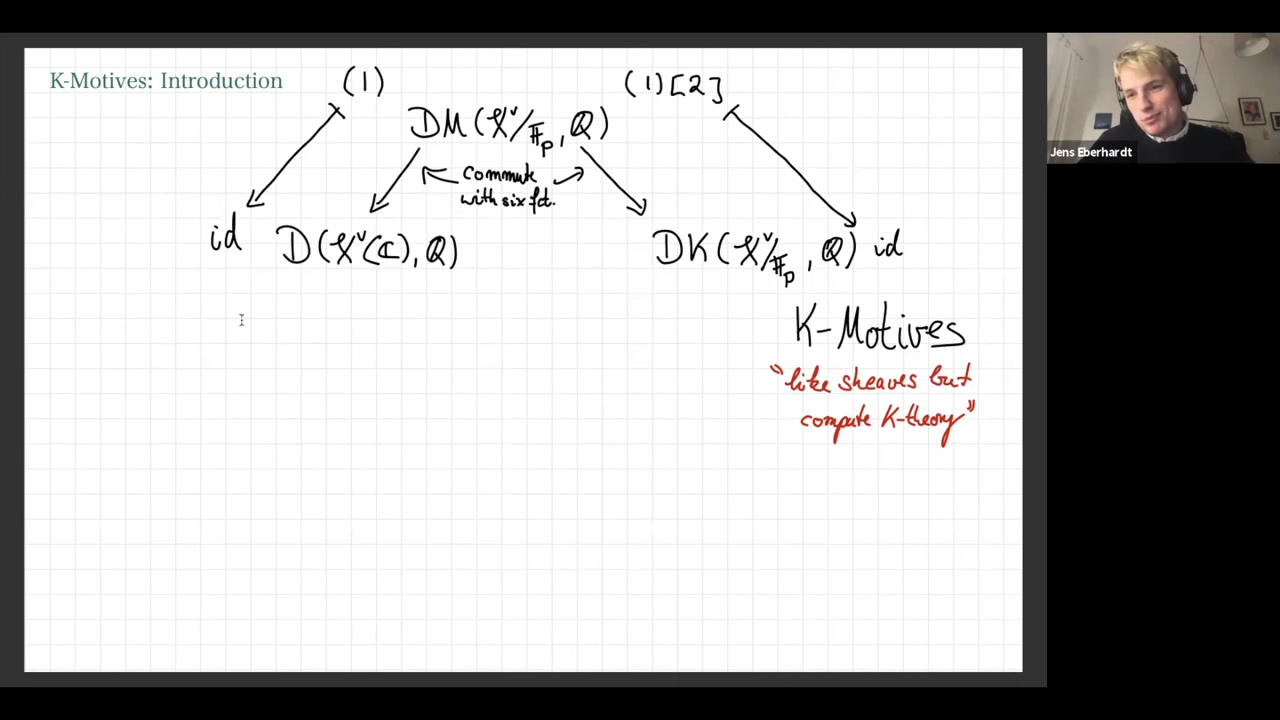 K-Motives: Introduction
(1)
(1)[2]
DM(X^∨/𝔽_p, ℚ)
commute
with six fct.
id
D(X^∨(ℂ), ℚ)
DK(X^∨/𝔽_p, ℚ) id
K-Motives
"like sheaves but
compute K-theory"
Jens Eberhardt